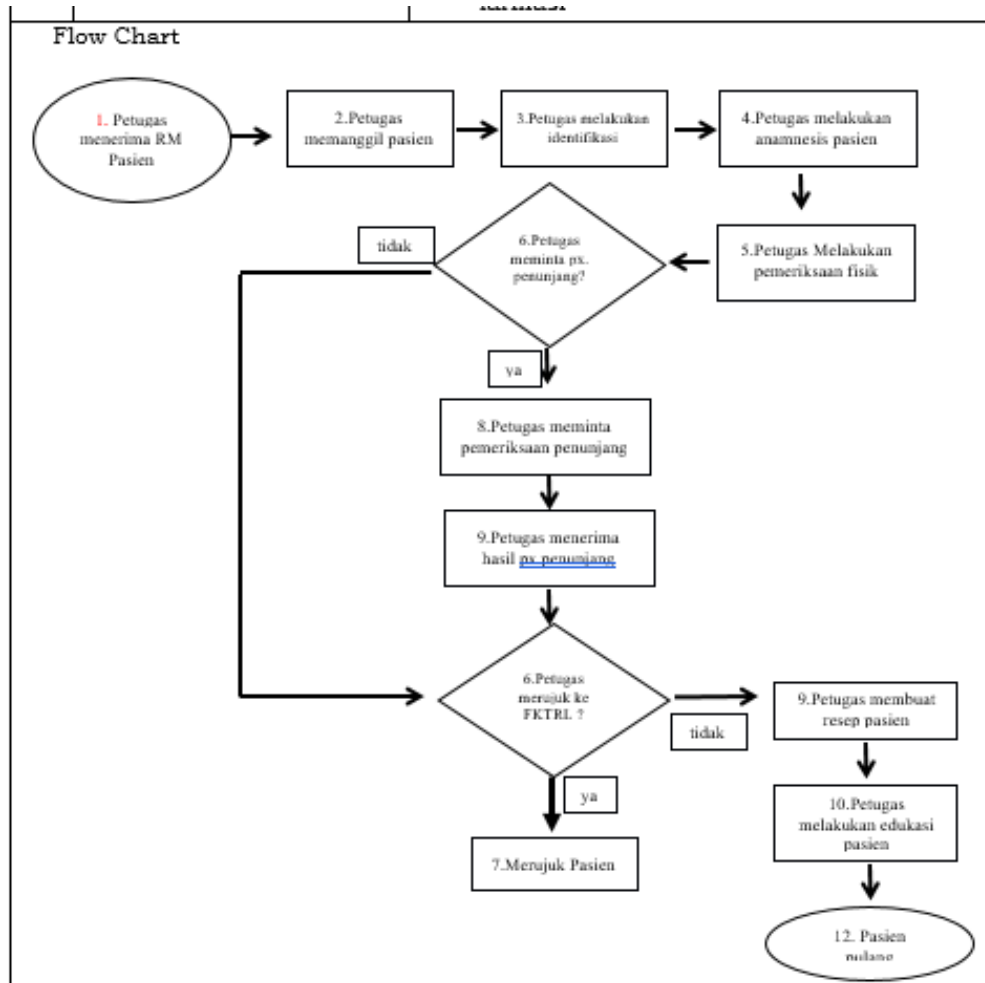 Flow Chart
1. Petugas
menerima RM
Pasien
2.Petugas
memanggil pasien
3.Petugas melakukan
identifikasi
4.Petugas melakukan
anamnesis pasien
5.Petugas Melakukan
pemeriksaan fisik
6.Petugas
meminta px.
penunjang?
tidak
ya
8.Petugas meminta
pemeriksaan penunjang
9.Petugas menerima
hasil px penunjang
6.Petugas
merujuk ke
FKTRL ?
tidak
ya
7.Merujuk Pasien
9.Petugas membuat
resep pasien
10.Petugas
melakukan edukasi
pasien
12. Pasien
pulang